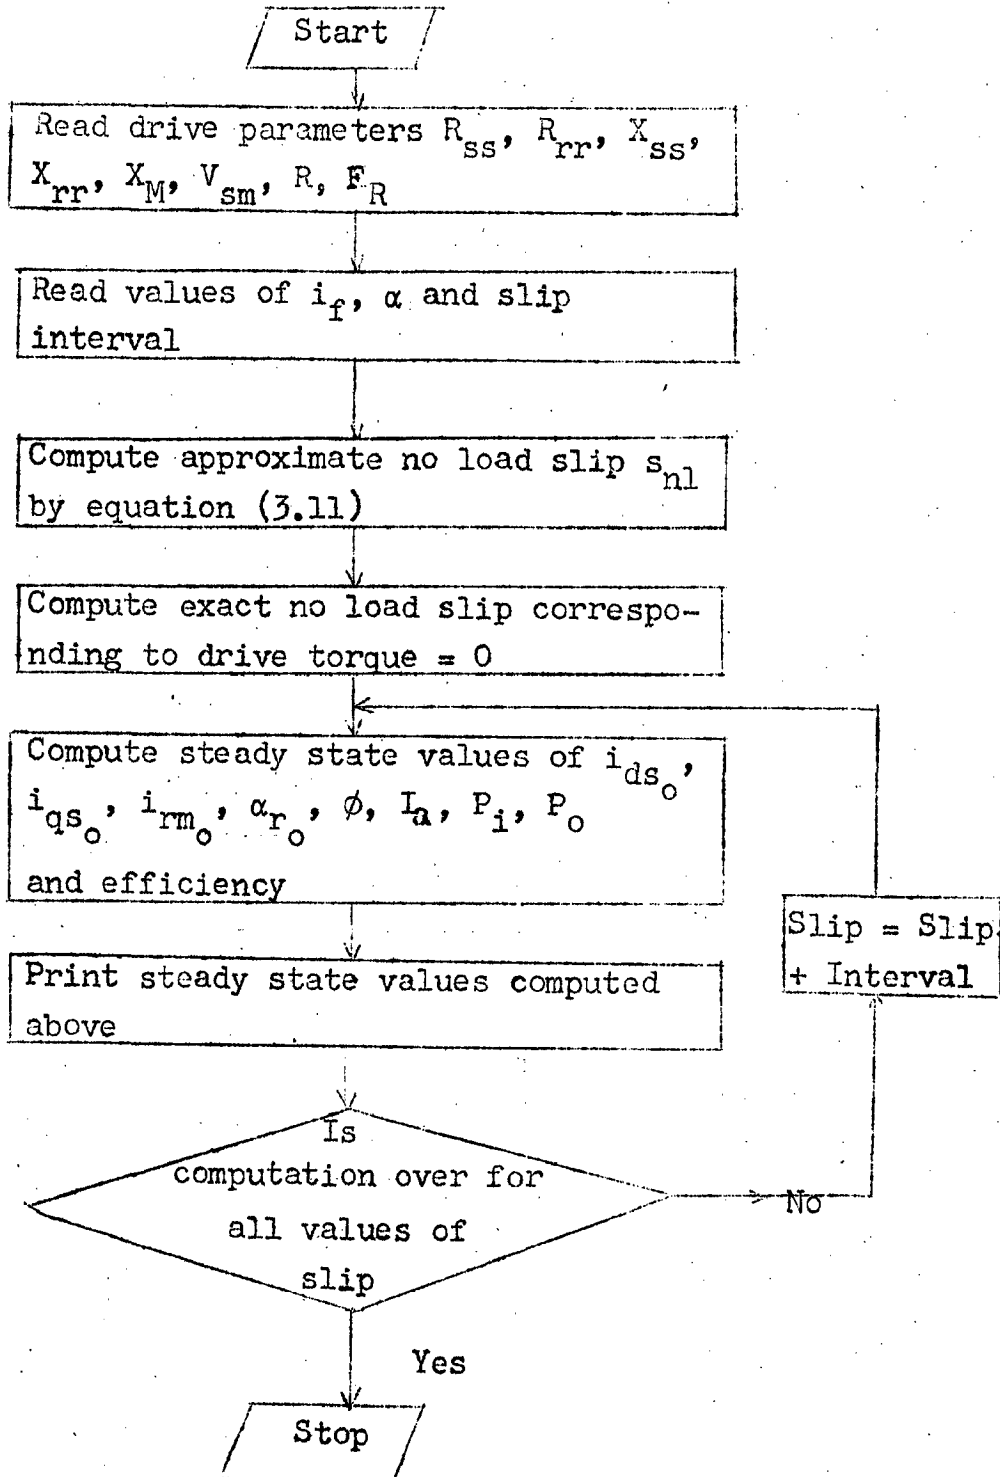 Start
Read drive parameters R_ss, R_rr, X_ss,
X_rr, X_M, V_sm, R, F_R
Read values of i_f, α and slip
interval
Compute approximate no load slip s_nl
by equation (3.11)
Compute exact no load slip correspo-
nding to drive torque = 0
Compute steady state values of i_ds_o,
i_qs_o, i_rm_o, α_r_o, ø, I_a, P_i, P_o
and efficiency
Print steady state values computed
above
Slip = Slip
+ Interval
Is
computation over for
all values of
slip
No
Yes
Stop